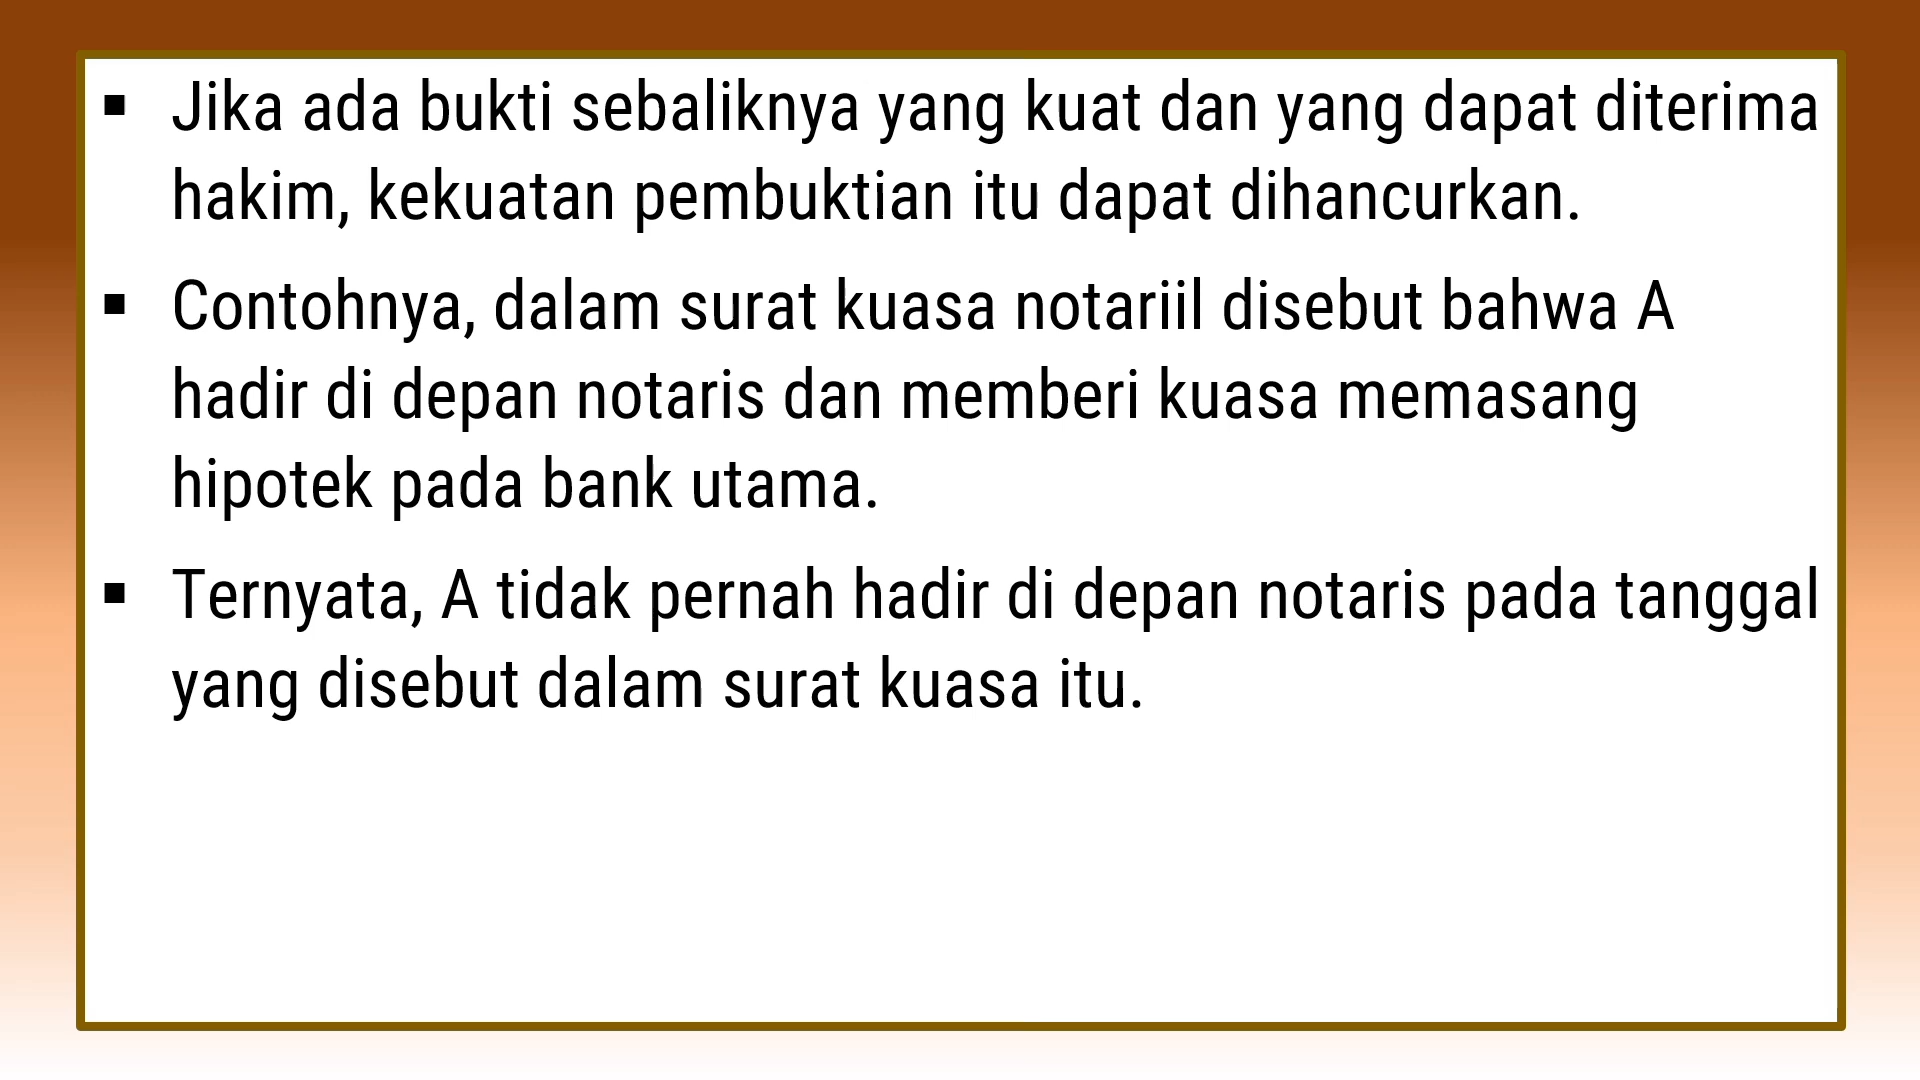 ▪ Jika ada bukti sebaliknya yang kuat dan yang dapat diterima
hakim, kekuatan pembuktian itu dapat dihancurkan.
▪ Contohnya, dalam surat kuasa notariil disebut bahwa A
hadir di depan notaris dan memberi kuasa memasang
hipotek pada bank utama.
▪ Ternyata, A tidak pernah hadir di depan notaris pada tanggal
yang disebut dalam surat kuasa itu.